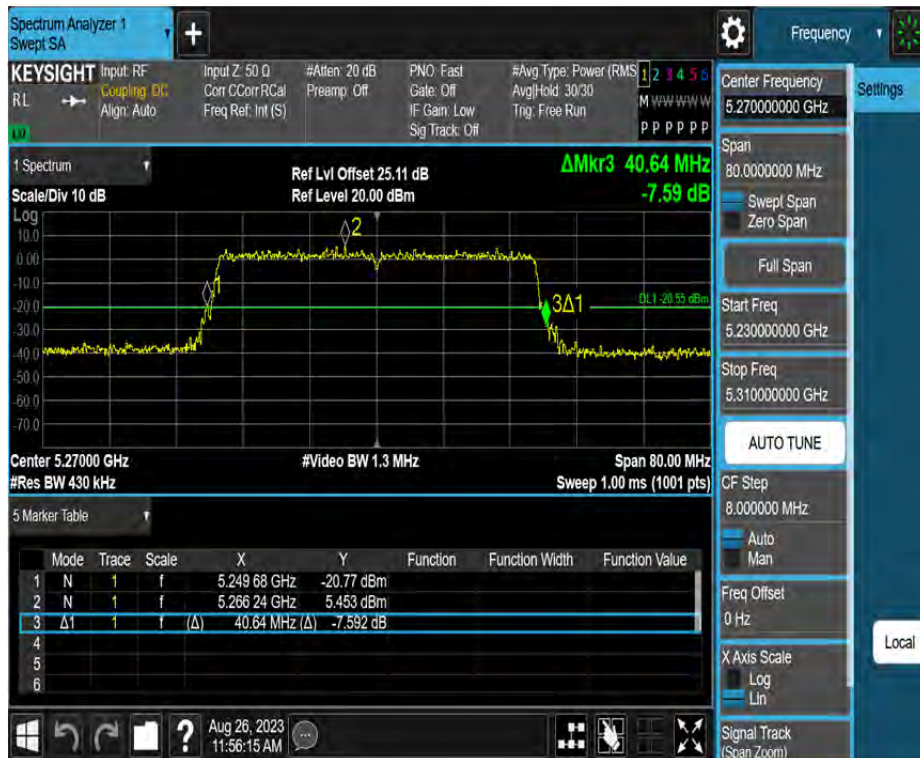 Spectrum Analyzer 1
Swept SA
+
Frequency
KEYSIGHT Input: RF Input Z: 50 Ω #Atten: 20 dB PNO: Fast #Avg Type: Power (RMS 1 2 3 4 5 6
RL Coupling: DC Corr CCorr RCal Preamp: Off Gate: Off Avg|Hold: 30/30 M W W W W W
Align: Auto Freq Ref: Int (S) IF Gain: Low Trig: Free Run
Sig Track: Off P P P P P P
Center Frequency
5.270000000 GHz
Settings
Span
80.0000000 MHz
Swept Span
Zero Span
Full Span
Start Freq
5.230000000 GHz
Stop Freq
5.310000000 GHz
AUTO TUNE
CF Step
8.000000 MHz
Auto
Man
Freq Offset
0 Hz
X Axis Scale
Log
Lin
Signal Track
(Span Zoom)
Local
1 Spectrum
Scale/Div 10 dB
Ref Lvl Offset 25.11 dB
Ref Level 20.00 dBm
ΔMkr3 40.64 MHz
-7.59 dB
Log
10.0
0.00
-10.0
-20.0
-30.0
-40.0
-50.0
-60.0
-70.0
2
3Δ1
DL1 -20.55 dBm
Center 5.27000 GHz #Video BW 1.3 MHz Span 80.00 MHz
#Res BW 430 kHz Sweep 1.00 ms (1001 pts)
5 Marker Table
Mode Trace Scale X Y Function Function Width Function Value
1 N 1 f 5.249 68 GHz -20.77 dBm
2 N 1 f 5.266 24 GHz 5.453 dBm
3 Δ1 1 f (Δ) 40.64 MHz (Δ) -7.592 dB
4
5
6
?
Aug 26, 2023
11:56:15 AM